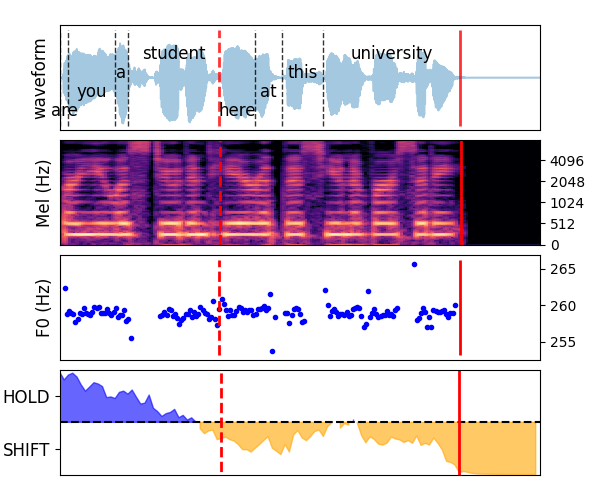 waveform
are
you
a
student
here
at
this
university
Mel (Hz)
4096
2048
1024
512
0
F0 (Hz)
265
260
255
HOLD
SHIFT